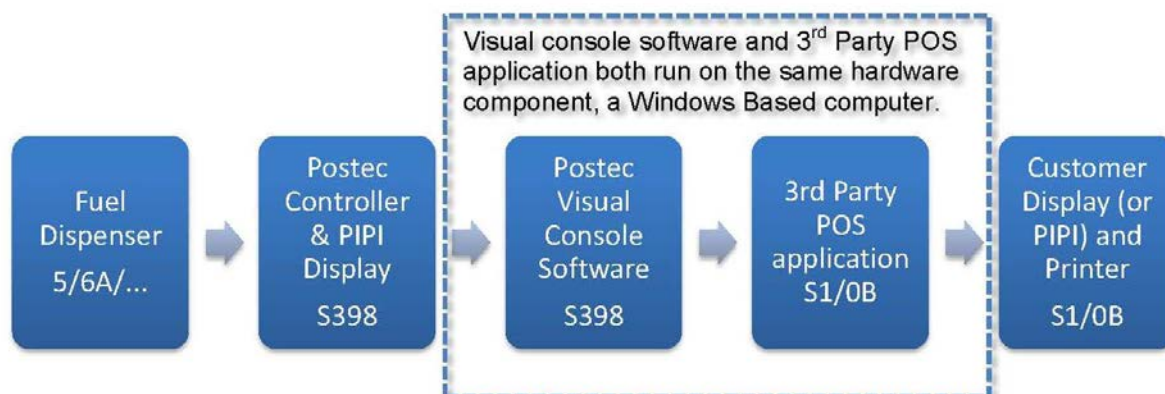 Visual console software and 3rd Party POS
application both run on the same hardware
component, a Windows Based computer.
Fuel
Dispenser
5/6A/...
Postec
Controller
& PIPI
Display
S398
Postec
Visual
Console
Software
S398
3rd Party
POS
application
S1/0B
Customer
Display (or
PIPI) and
Printer
S1/0B